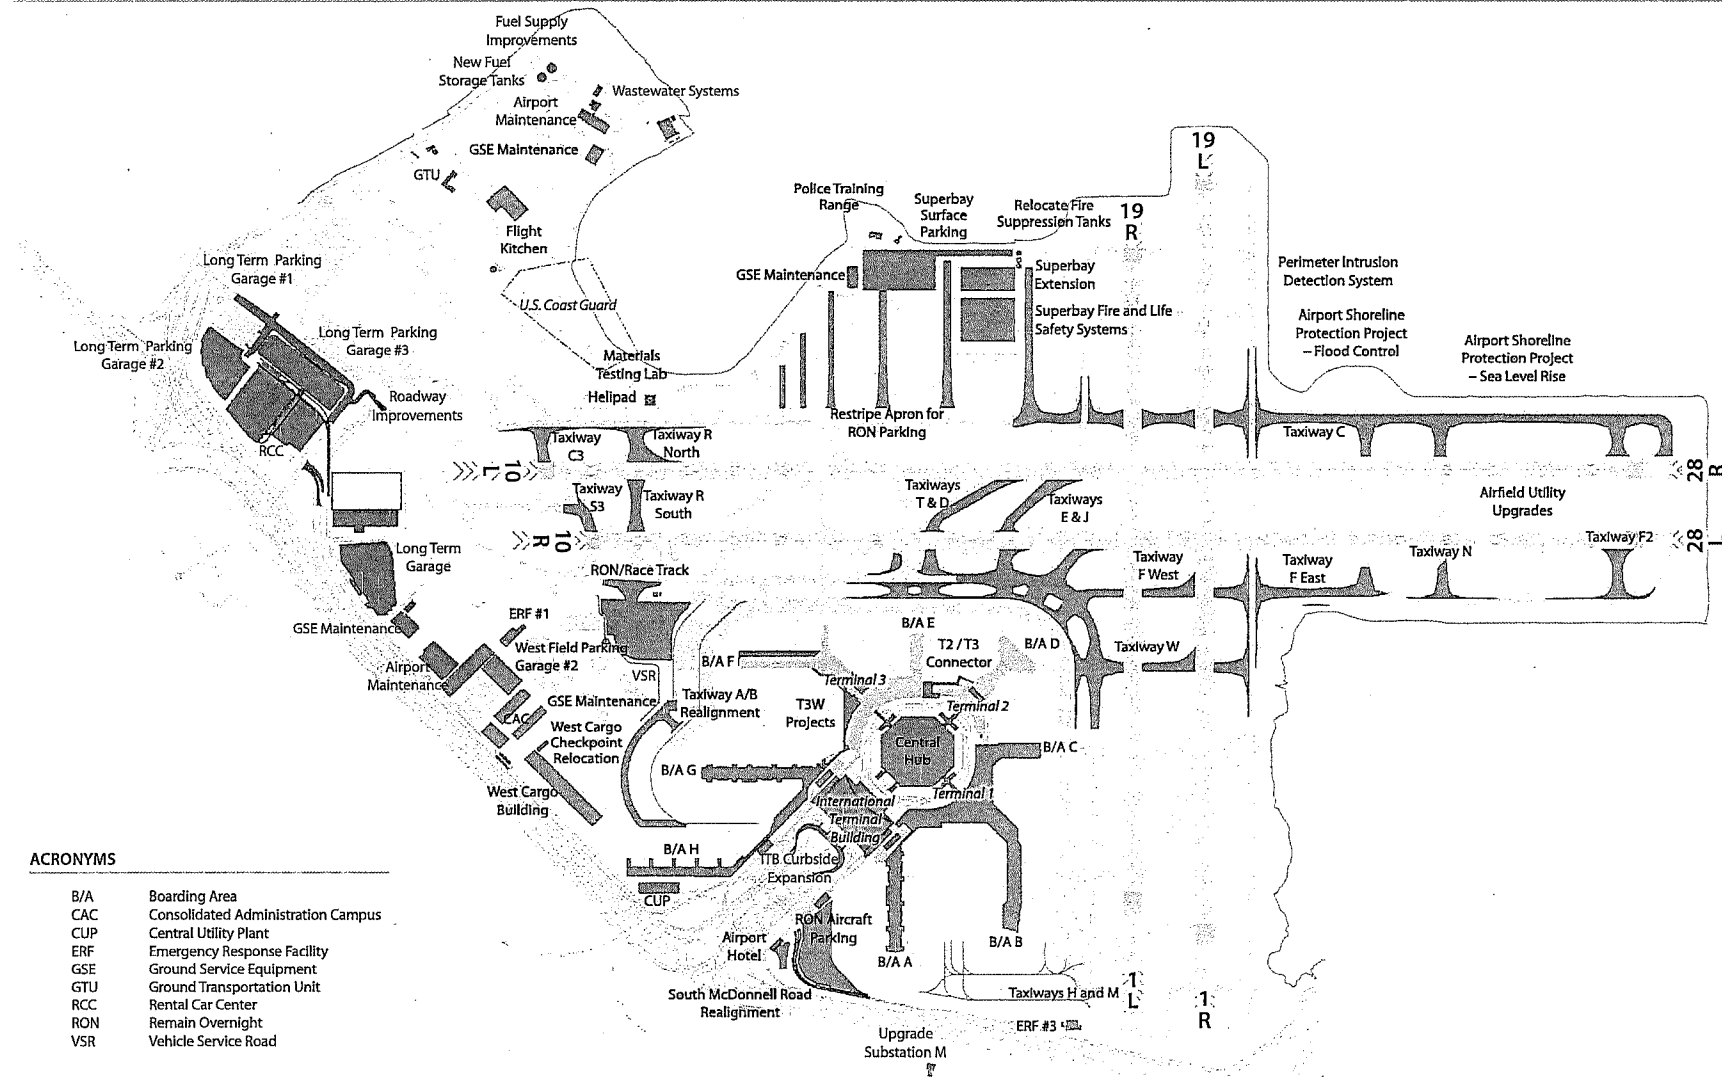 Fuel Supply
Improvements
New Fuel
Storage Tanks
Wastewater Systems
Airport
Maintenance
GSE Maintenance
GTU
Flight
Kitchen
U.S. Coast Guard
Materials
Testing Lab
Helipad
Long Term Parking
Garage #1
Long Term Parking
Garage #2
Long Term Parking
Garage #3
Roadway
Improvements
RCC
Police Training
Range
Superbay
Surface
Parking
Relocate Fire
Suppression Tanks
19
L
19
R
GSE Maintenance
Superbay
Extension
Superbay Fire and Life
Safety Systems
Perimeter Intrusion
Detection System
Airport Shoreline
Protection Project
– Flood Control
Airport Shoreline
Protection Project
– Sea Level Rise
Restripe Apron for
RON Parking
Taxiway C
Taxiway
C3
Taxiway R
North
10
L
28
R
Taxiway
S3
Taxiway R
South
Taxiways
T & D
Taxiways
E & J
Airfield Utility
Upgrades
10
R
28
L
Taxiway
F West
Taxiway
F East
Taxiway N
Taxiway F2
Long Term
Garage
RON/Race Track
GSE Maintenance
ERF #1
West Field Parking
Garage #2
Airport
Maintenance
VSR
B/A E
B/A D
B/A F
T2 / T3
Connector
Taxiway W
Terminal 3
Terminal 2
GSE Maintenance
Taxiway A/B
Realignment
T3W
Projects
CAC
West Cargo
Checkpoint
Relocation
Central
Hub
B/A C
B/A G
West Cargo
Building
Terminal 1
International
Terminal
Building
B/A H
ITB Curbside
Expansion
CUP
RON Aircraft
Parking
Airport
Hotel
B/A A
B/A B
South McDonnell Road
Realignment
Taxiways H and M
1
L
1
R
ERF #3
Upgrade
Substation M
ACRONYMS
B/A Boarding Area
CAC Consolidated Administration Campus
CUP Central Utility Plant
ERF Emergency Response Facility
GSE Ground Service Equipment
GTU Ground Transportation Unit
RCC Rental Car Center
RON Remain Overnight
VSR Vehicle Service Road